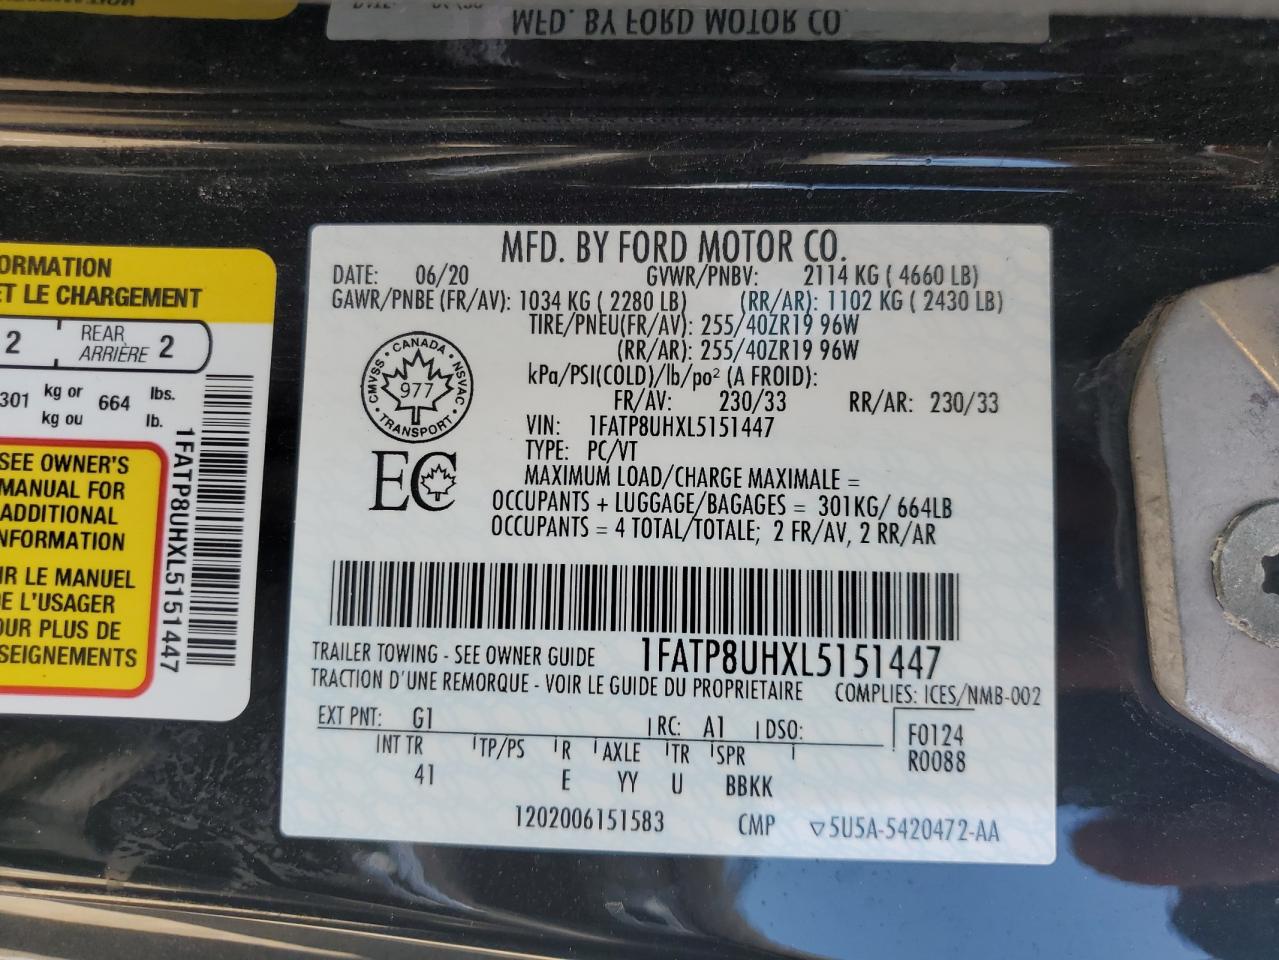 MFD. BY FORD MOTOR CO.
MFD. BY FORD MOTOR CO.
DATE: 06/20 GVWR/PNBV: 2114 KG ( 4660 LB)
GAWR/PNBE (FR/AV): 1034 KG ( 2280 LB) (RR/AR): 1102 KG ( 2430 LB)
TIRE/PNEU(FR/AV): 255/40ZR19 96W
(RR/AR): 255/40ZR19 96W
kPa/PSI(COLD)/lb/po² (A FROID):
FR/AV: 230/33 RR/AR: 230/33
VIN: 1FATP8UHXL5151447
TYPE: PC/VT
MAXIMUM LOAD/CHARGE MAXIMALE =
OCCUPANTS + LUGGAGE/BAGAGES = 301KG/ 664LB
OCCUPANTS = 4 TOTAL/TOTALE; 2 FR/AV, 2 RR/AR
CANADA
CMVSS 977 NSVAC
TRANSPORT
EC
1FATP8UHXL5151447
TRAILER TOWING - SEE OWNER GUIDE
TRACTION D'UNE REMORQUE - VOIR LE GUIDE DU PROPRIETAIRE COMPLIES: ICES/NMB-002
EXT PNT: G1 RC: A1 DSO: F0124
INT TR TP/PS R AXLE TR SPR R0088
41 E YY U BBKK
1202006151583 CMP 5U5A-5420472-AA
ORMATION
ET LE CHARGEMENT
2 REAR
ARRIÈRE 2
301 kg or 664 lbs.
kg ou lb.
SEE OWNER'S
MANUAL FOR
ADDITIONAL
NFORMATION
R LE MANUEL
E L'USAGER
OUR PLUS DE
SEIGNEMENTS
1FATP8UHXL5151447